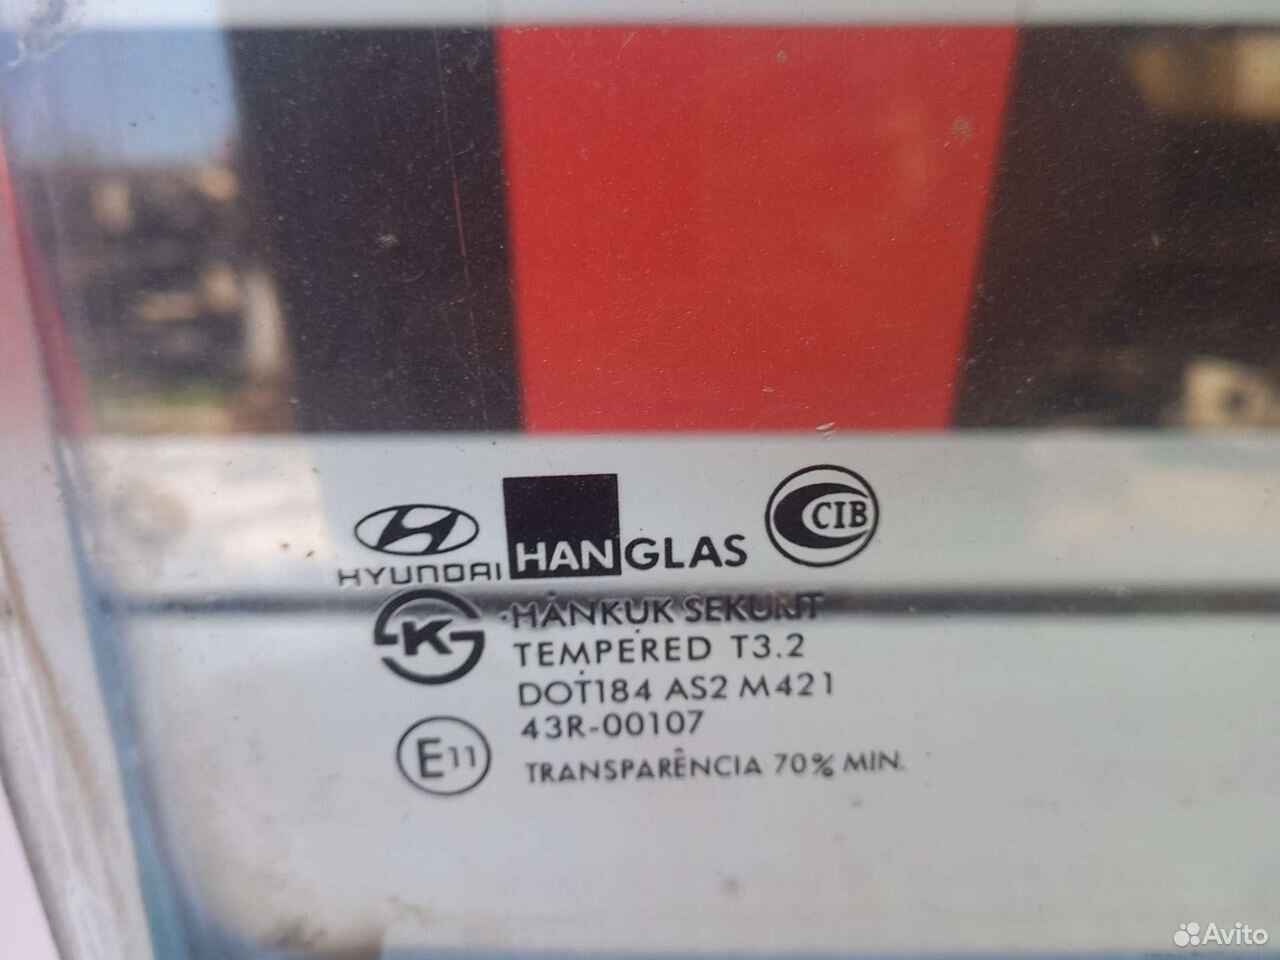 HYUNDAI
HANGLAS
CIB
K
HANKUK SEKURIT
TEMPERED T3.2
DOT184 AS2 M421
43R-00107
E11
TRANSPARÊNCIA 70% MIN.
Avito